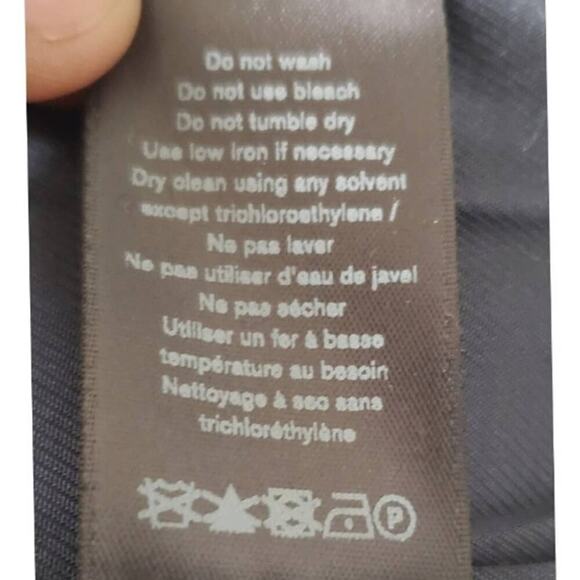 Do not wash
Do not use bleach
Do not tumble dry
Use low iron if necessary
Dry clean using any solvent
except trichloroethylene /
Ne pas laver
Ne pas utiliser d'eau de javel
Ne pas sécher
Utiliser un fer à basse
température au besoin
Nettoyage à sec sans
trichloréthylène
P